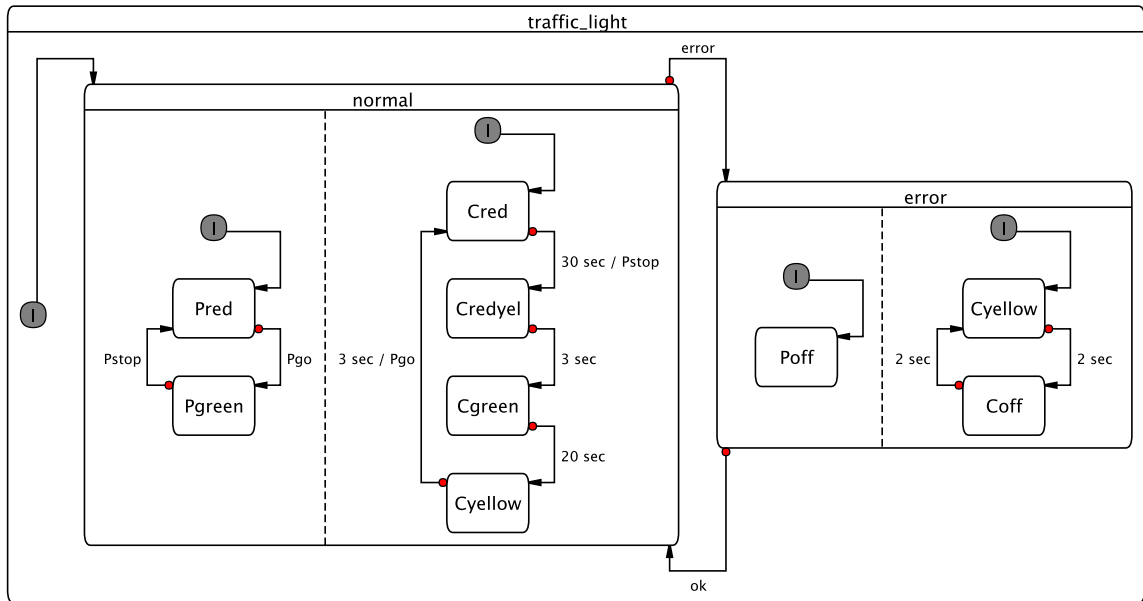 traffic_light
error
normal
I
Cred
error
I
I
30 sec / Pstop
I
Pred
Credyel
Cyellow
I
Poff
Pstop
Pgo
3 sec / Pgo
3 sec
2 sec
2 sec
Pgreen
Cgreen
Coff
20 sec
Cyellow
ok